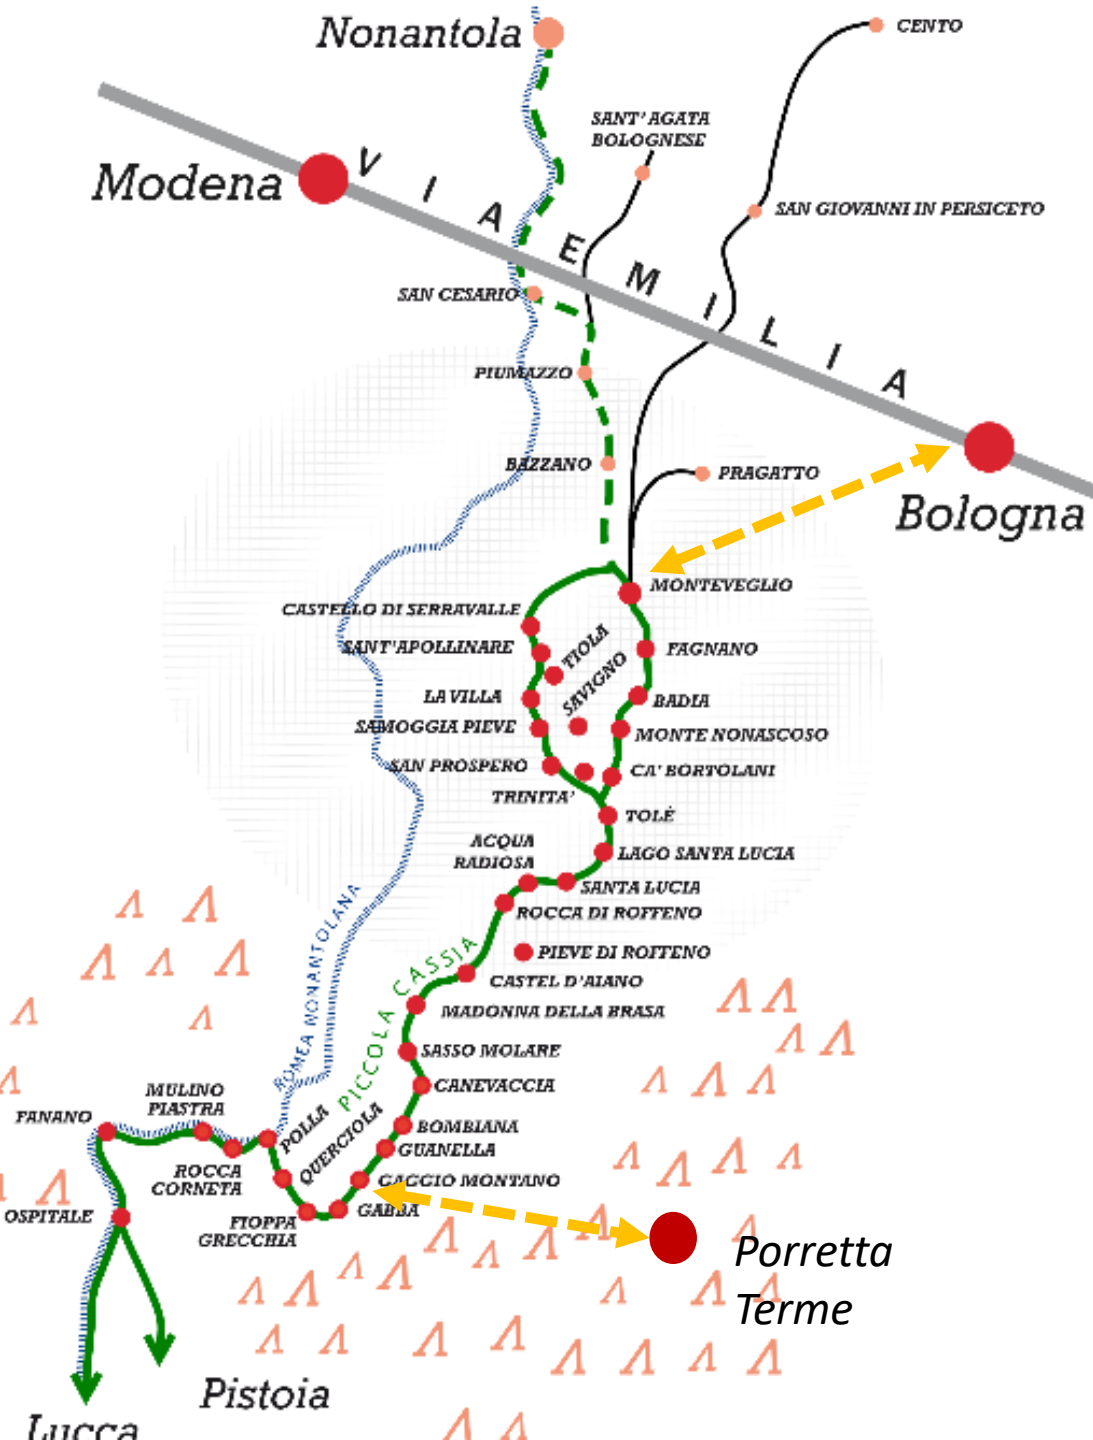 Nonantola
CENTO
SANT' AGATA
BOLOGNESE
Modena
VIA EMILIA
SAN GIOVANNI IN PERSICETO
SAN CESARIO
PIUMAZZO
BAZZANO
PRAGATTO
Bologna
MONTEVEGLIO
CASTELLO DI SERRAVALLE
SANT'APOLLINARE
TIOLA
FAGNANO
SAVIGNO
LA VILLA
BADIA
SAMOGGIA PIEVE
MONTE NONASCOSO
SAN PROSPERO
CA' BORTOLANI
TRINITA'
TOLÈ
ACQUA
RADIOSA
LAGO SANTA LUCIA
SANTA LUCIA
ROCCA DI ROFFENO
PIEVE DI ROFFENO
CASTEL D'AIANO
MADONNA DELLA BRASA
ROMEA NONANTOLANA
PICCOLA CASSIA
SASSO MOLARE
CANEVACCIA
MULINO
PIASTRA
FANANO
POLLA
QUERCIOLA
BOMBIANA
GUANELLA
ROCCA
CORNETA
GAGGIO MONTANO
GABBA
OSPITALE
FIOPPA
GRECCHIA
Porretta
Terme
Pistoia
Lucca